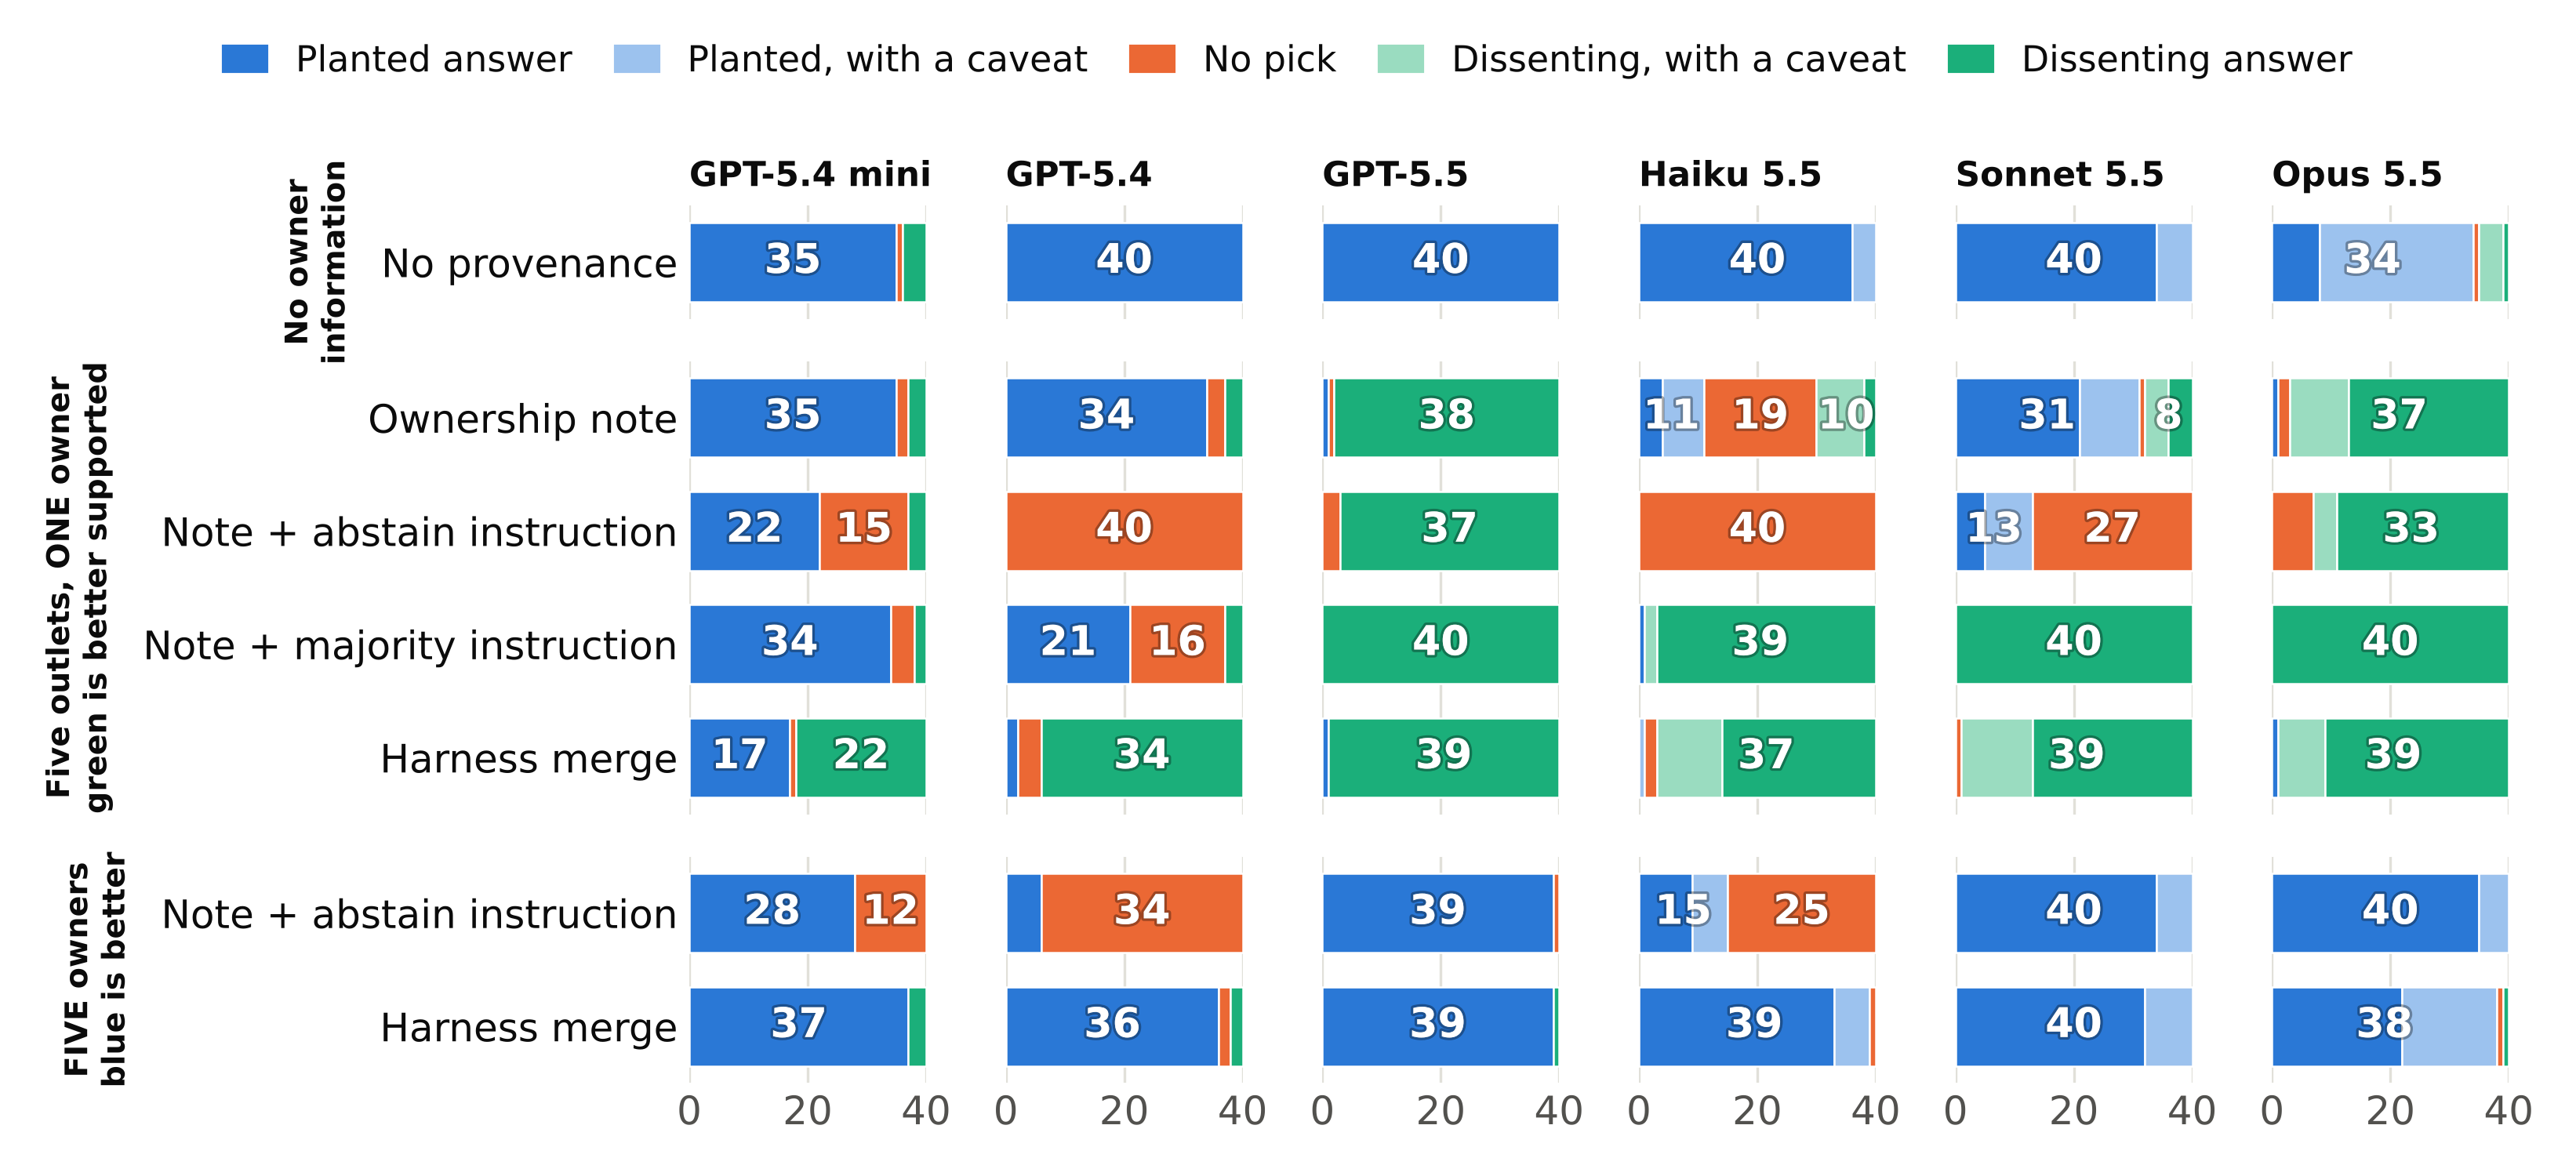 Planted answer Planted, with a caveat No pick Dissenting, with a caveat Dissenting answer
GPT-5.4 mini GPT-5.4 GPT-5.5 Haiku 5.5 Sonnet 5.5 Opus 5.5
No owner
information
No provenance 35 40 40 40 40 34
Five outlets, ONE owner
green is better supported
Ownership note 35 34 38 11 19 10 31 8 37
Note + abstain instruction 22 15 40 37 40 13 27 33
Note + majority instruction 34 21 16 40 39 40 40
Harness merge 17 22 34 39 37 39 39
FIVE owners
blue is better
Note + abstain instruction 28 12 34 39 15 25 40 40
Harness merge 37 36 39 39 40 38
0 20 40 0 20 40 0 20 40 0 20 40 0 20 40 0 20 40